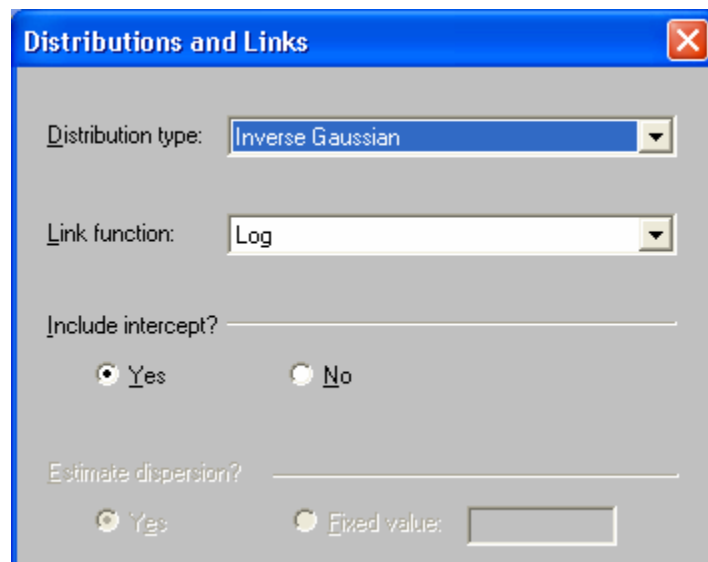 Distributions and Links
Distribution type: Inverse Gaussian
Link function: Log
Include intercept?
Yes No
Estimate dispersion?
Yes Fixed value: